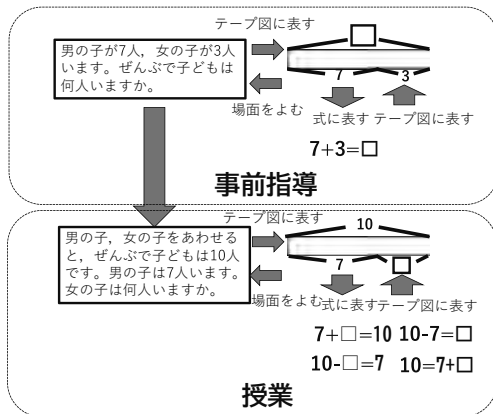 テープ図に表す
男の子が7人，女の子が3人
います。ぜんぶで子どもは
何人いますか。
□
7
3
場面をよむ
式に表す テープ図に表す
7+3=□
事前指導
テープ図に表す
男の子，女の子をあわせる
と，ぜんぶで子どもは10人
です。男の子は7人います。
女の子は何人いますか。
10
7
□
場面をよむ
式に表す テープ図に表す
7+□=10 10-7=□
10-□=7 10=7+□
授業